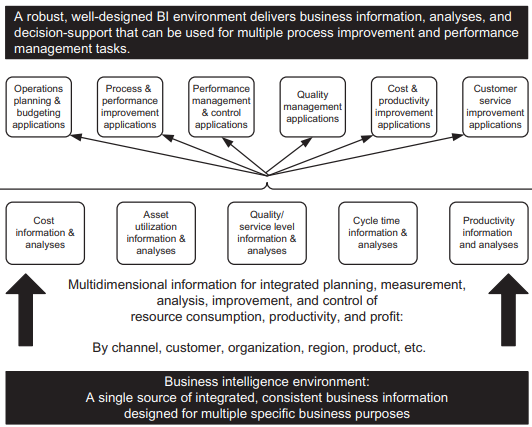 A robust, well-designed BI environment delivers business information, analyses, and
decision-support that can be used for multiple process improvement and performance
management tasks.
Operations
planning &
budgeting
applications
Process &
performance
improvement
applications
Performance
management
& control
applications
Quality
management
applications
Cost &
productivity
improvement
applications
Customer
service
improvement
applications
Cost
information
& analyses
Asset
utilization
information &
analyses
Quality/
service level
information &
analyses
Cycle time
information &
analyses
Productivity
information
and analyses
Multidimensional information for integrated planning, measurement,
analysis, improvement, and control of
resource consumption, productivity, and profit:
By channel, customer, organization, region, product, etc.
Business intelligence environment:
A single source of integrated, consistent business information
designed for multiple specific business purposes